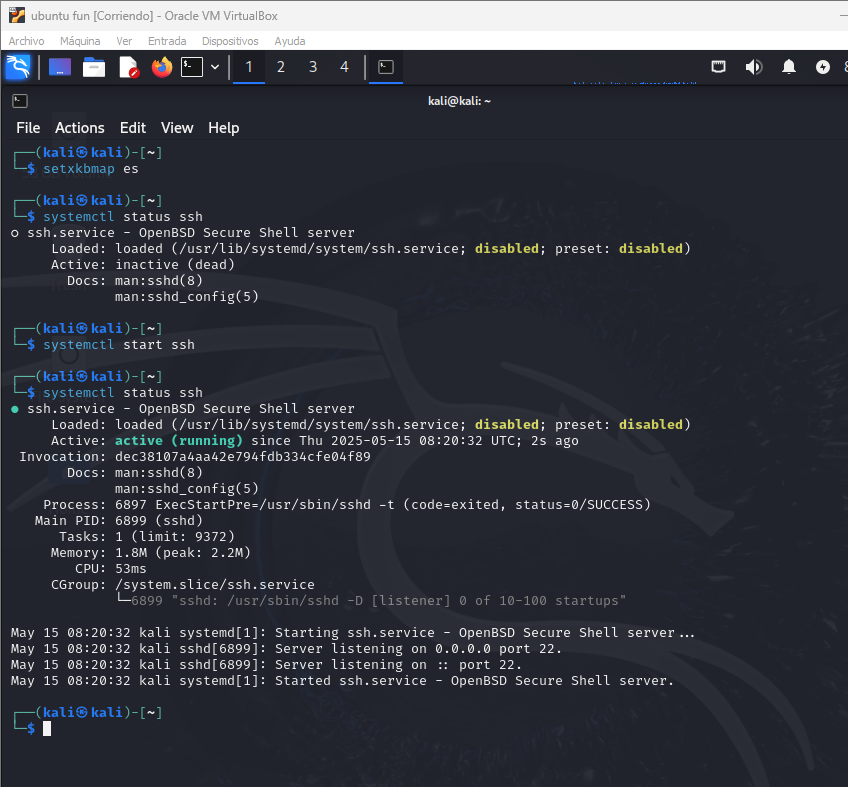 ubuntu fun [Corriendo] - Oracle VM VirtualBox
Archivo Máquina Ver Entrada Dispositivos Ayuda
1 2 3 4
kali@kali: ~
File Actions Edit View Help
┌──(kali㉿kali)-[~]
└─$ setxkbmap es
┌──(kali㉿kali)-[~]
└─$ systemctl status ssh
○ ssh.service - OpenBSD Secure Shell server
Loaded: loaded (/usr/lib/systemd/system/ssh.service; disabled; preset: disabled)
Active: inactive (dead)
Docs: man:sshd(8)
man:sshd_config(5)
┌──(kali㉿kali)-[~]
└─$ systemctl start ssh
┌──(kali㉿kali)-[~]
└─$ systemctl status ssh
● ssh.service - OpenBSD Secure Shell server
Loaded: loaded (/usr/lib/systemd/system/ssh.service; disabled; preset: disabled)
Active: active (running) since Thu 2025-05-15 08:20:32 UTC; 2s ago
Invocation: dec38107a4aa42e794fdb334cfe04f89
Docs: man:sshd(8)
man:sshd_config(5)
Process: 6897 ExecStartPre=/usr/sbin/sshd -t (code=exited, status=0/SUCCESS)
Main PID: 6899 (sshd)
Tasks: 1 (limit: 9372)
Memory: 1.8M (peak: 2.2M)
CPU: 53ms
CGroup: /system.slice/ssh.service
└─6899 "sshd: /usr/sbin/sshd -D [listener] 0 of 10-100 startups"
May 15 08:20:32 kali systemd[1]: Starting ssh.service - OpenBSD Secure Shell server...
May 15 08:20:32 kali sshd[6899]: Server listening on 0.0.0.0 port 22.
May 15 08:20:32 kali sshd[6899]: Server listening on :: port 22.
May 15 08:20:32 kali systemd[1]: Started ssh.service - OpenBSD Secure Shell server.
┌──(kali㉿kali)-[~]
└─$